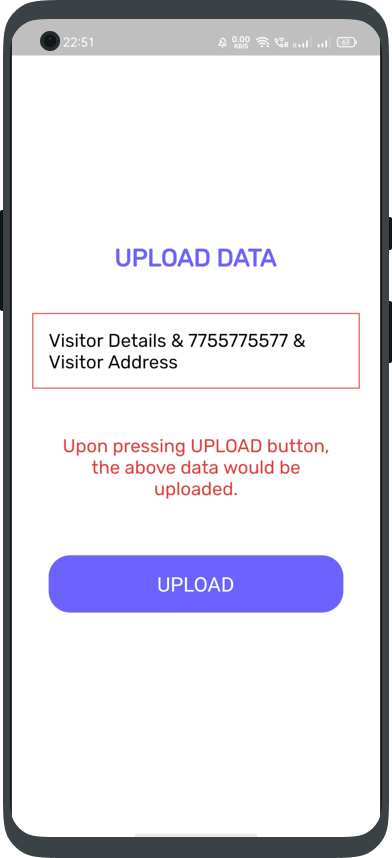 22:51
0.00
KB/S
R
63
UPLOAD DATA
Visitor Details & 7755775577 &
Visitor Address
Upon pressing UPLOAD button,
the above data would be
uploaded.
UPLOAD